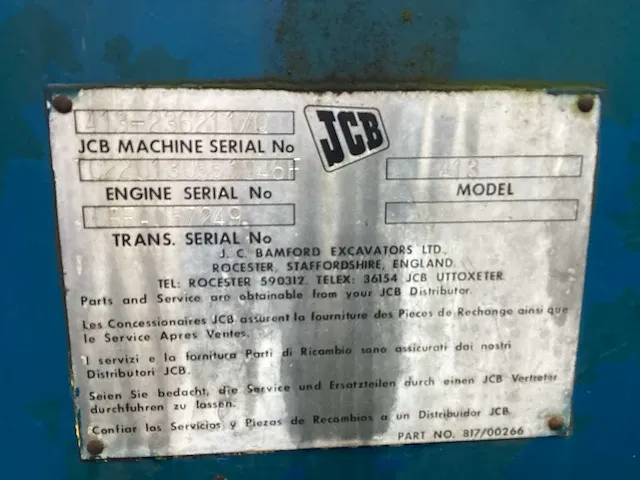 JCB
JCB MACHINE SERIAL No
413
ENGINE SERIAL No
MODEL
TRANS. SERIAL No
J. C. BAMFORD EXCAVATORS LTD.,
ROCESTER, STAFFORDSHIRE, ENGLAND.
TEL: ROCESTER 590312. TELEX: 36154 JCB UTTOXETER.
Parts and Service are obtainable from your JCB Distributor.
Les Concessionaires JCB assurent la fourniture des Pieces de Rechange ainsi que
le Service Apres Ventes.
I servizi e la fornitura Parti di Ricambio sono assicurati dai nostri
Distributori JCB.
Seien Sie bedacht, die Service und Ersatzteilen durch einen JCB Vertreter
durchfuhren zu lassen.
Confiar los Servicios y Piezas de Recambios a un Distribuidor JCB.
PART NO. 817/00266